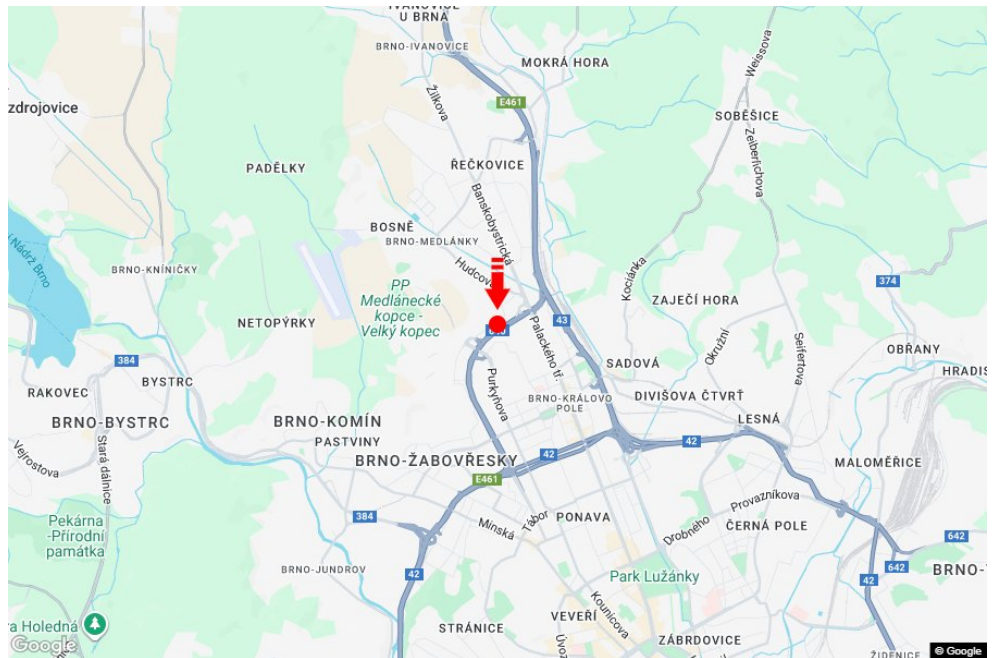 IVANOVICE
U BRNA
BRNO-IVANOVICE
MOKRÁ HORA
Weissova
zdrojovice
Žilkova
E461
SOBĚŠICE
ŘEČKOVICE
Zeiberlichova
PADĚLKY
Banskobystrická
BOSNĚ
BRNO-MEDLÁNKY
Nádrž Brno
BRNO-KNÍNIČKY
Hudcova
Kociánka
374
PP
Medlánecké
kopce -
Velký kopec
ZAJEČÍ HORA
NETOPÝRKY
43
Palackého tř.
Okružní
Seifertova
OBŘANY
384
SADOVÁ
HRADIS
RAKOVEC
BYSTRC
Purkyňova
BRNO-KRÁLOVO
POLE
DIVIŠOVA ČTVRŤ
BRNO-BYSTRC
BRNO-KOMÍN
PASTVINY
LESNÁ
42
42
Vejrostova
Stará dálnice
BRNO-ŽABOVŘESKY
MALOMĚŘICE
E461
Provazníkova
384
Minská
Tábor
PONAVA
Drobného
ČERNÁ POLE
Pekárna
-Přírodní
památka
642
BRNO-JUNDROV
42
642
42
BRNO-
Park Lužánky
Kounicova
a Holedná
VEVEŘÍ
STRÁNICE
Úvoz
ZÁBRDOVICE
ŽIDENICE
Google
© Google